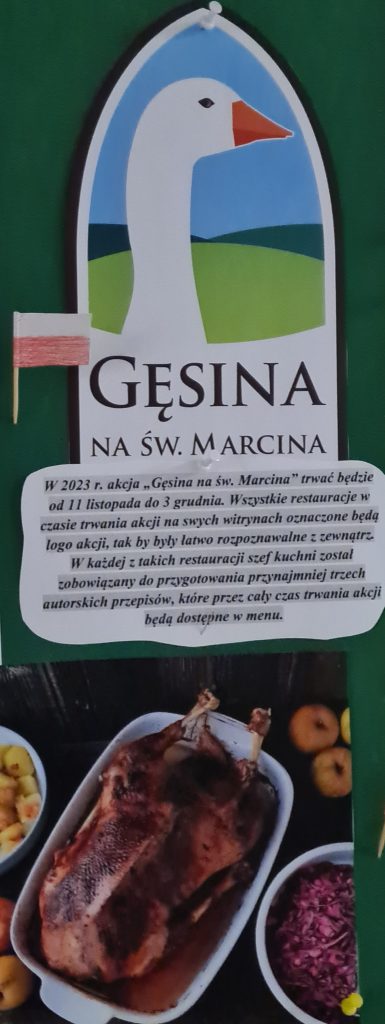 GĘSINA
NA ŚW. MARCINA
W 2023 r. akcja „Gęsina na św. Marcina” trwać będzie
od 11 listopada do 3 grudnia. Wszystkie restauracje w
czasie trwania akcji na swych witrynach oznaczone będą
logo akcji, tak by były łatwo rozpoznawalne z zewnątrz.
W każdej z takich restauracji szef kuchni został
zobowiązany do przygotowania przynajmniej trzech
autorskich przepisów, które przez cały czas trwania akcji
będą dostępne w menu.